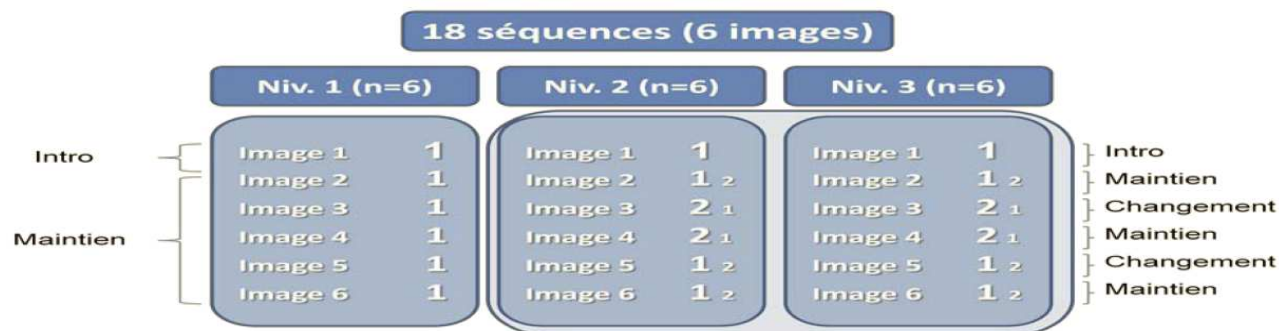 18 séquences (6 images)
Niv. 1 (n=6) Niv. 2 (n=6) Niv. 3 (n=6)
Intro Image 1 1 Image 1 1 Image 1 1 Intro
Image 2 1 Image 2 1 2 Image 2 1 2 Maintien
Image 3 1 Image 3 2 1 Image 3 2 1 Changement
Maintien Image 4 1 Image 4 2 1 Image 4 2 1 Maintien
Image 5 1 Image 5 1 2 Image 5 1 2 Changement
Image 6 1 Image 6 1 2 Image 6 1 2 Maintien